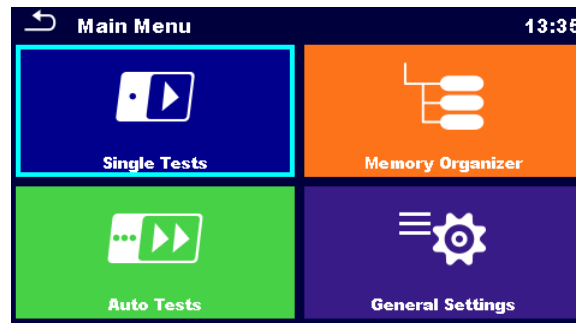 Main Menu 13:35
Single Tests Memory Organizer
Auto Tests General Settings